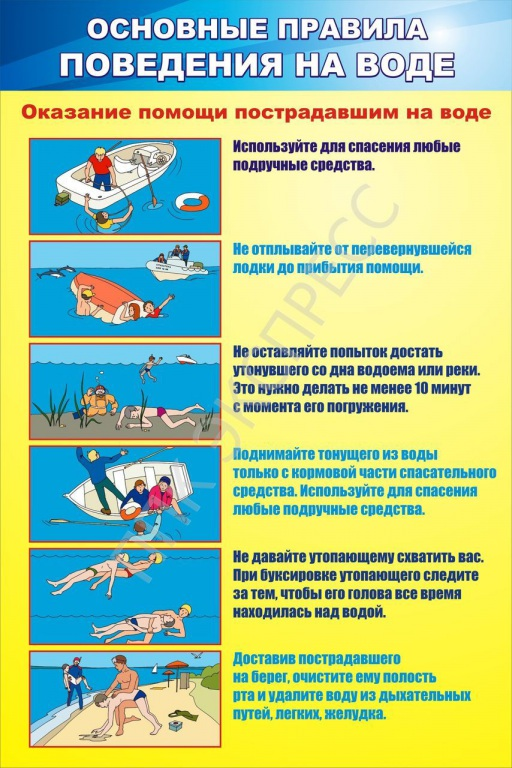 ОСНОВНЫЕ ПРАВИЛА
ПОВЕДЕНИЯ НА ВОДЕ
Оказание помощи пострадавшим на воде
Используйте для спасения любые
подручные средства.
Не отплывайте от перевернувшейся
лодки до прибытия помощи.
Не оставляйте попыток достать
утонувшего со дна водоема или реки.
Это нужно делать не менее 10 минут
с момента его погружения.
Поднимайте тонущего из воды
только с кормовой части спасательного
средства. Используйте для спасения
любые подручные средства.
Не давайте утопающему схватить вас.
При буксировке утопающего следите
за тем, чтобы его голова все время
находилась над водой.
Доставив пострадавшего
на берег, очистите ему полость
рта и удалите воду из дыхательных
путей, легких, желудка.